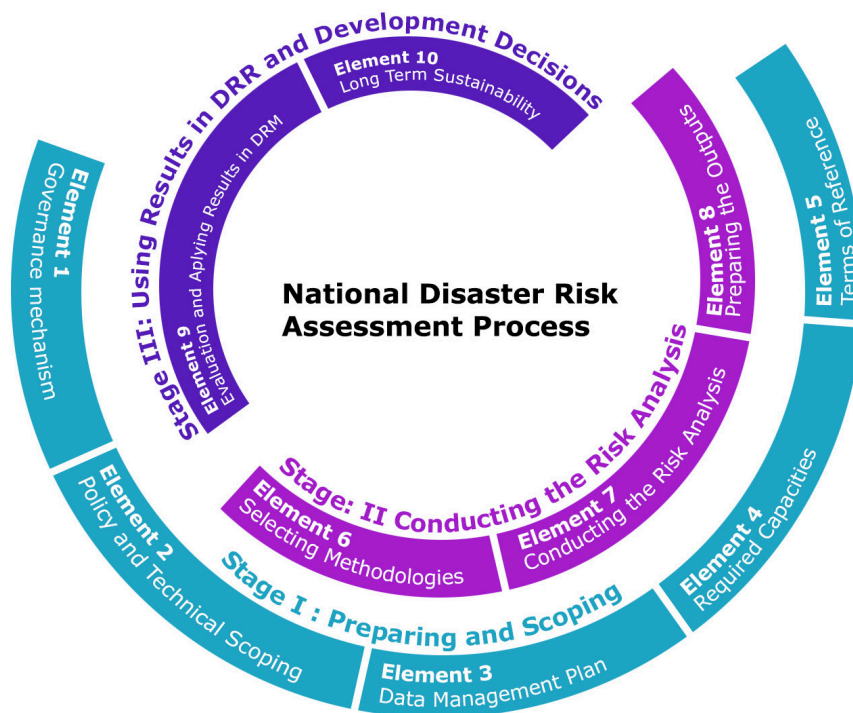 National Disaster Risk
Assessment Process
Stage I : Preparing and Scoping
Element 1
Governance mechanism
Element 2
Policy and Technical Scoping
Element 3
Data Management Plan
Element 4
Required Capacities
Element 5
Terms of Reference
Stage: II Conducting the Risk Analysis
Element 6
Selecting Methodologies
Element 7
Conducting the Risk Analysis
Element 8
Preparing the Outputs
Stage III: Using Results in DRR and Development Decisions
Element 9
Evaluation and Aplying Results in DRM
Element 10
Long Term Sustainability